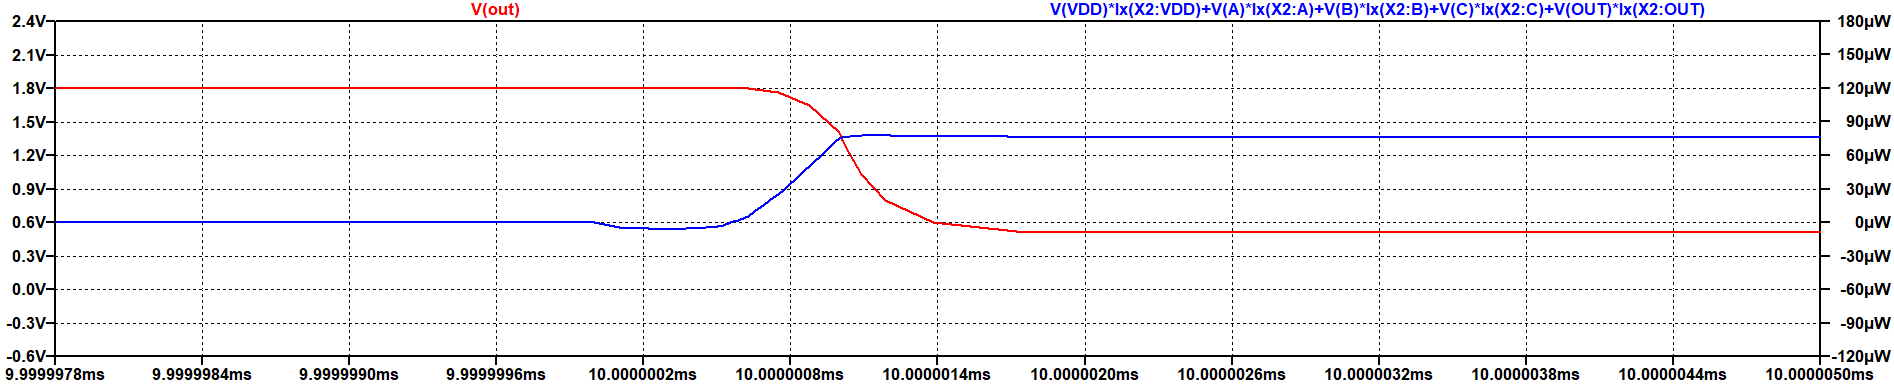 V(out) V(VDD)*Ix(X2:VDD)+V(A)*Ix(X2:A)+V(B)*Ix(X2:B)+V(C)*Ix(X2:C)+V(OUT)*Ix(X2:OUT)
2.4V 180µW
2.1V 150µW
1.8V 120µW
1.5V 90µW
1.2V 60µW
0.9V 30µW
0.6V 0µW
0.3V -30µW
0.0V -60µW
-0.3V -90µW
-0.6V -120µW
9.9999978ms 9.9999984ms 9.9999990ms 9.9999996ms 10.0000002ms 10.0000008ms 10.0000014ms 10.0000020ms 10.0000026ms 10.0000032ms 10.0000038ms 10.0000044ms 10.0000050ms